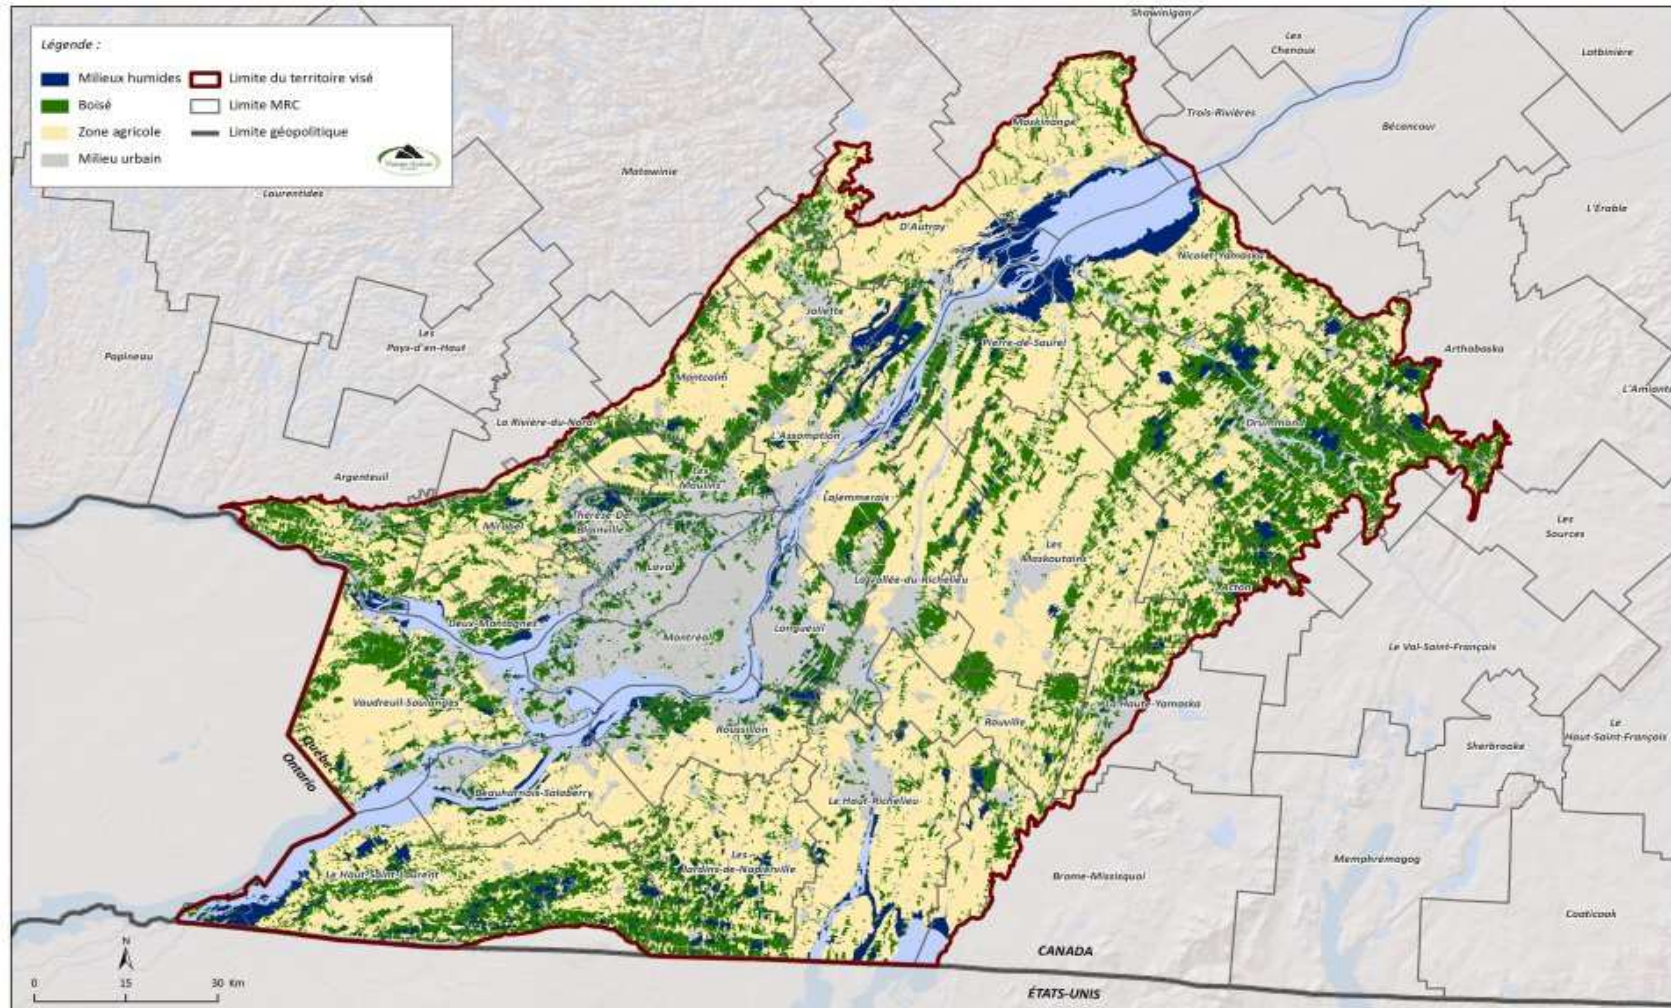 Légende :
Milieux humides
Limite du territoire visé
Boisé
Limite MRC
Zone agricole
Limite géopolitique
Milieu urbain
Shawinigan
Les
Chenaux
Lotbinière
Maskinongé
Trois-Rivières
Bécancour
Matawinie
Laurentides
L'Érable
D'Autray
Nicolet-Yamaska
Joliette
Les
Pays-d'en-Haut
Papineau
Pierre-de-Saurel
Arthabaska
Montcalm
L'Amiante
La Rivière-du-Nord
L'Assomption
Drummond
Argenteuil
Les
Moulins
Lajemmerais
Mirabel
Thérèse-De
Blainville
Les
Sources
Les
Maskoutains
Laval
La Vallée-du-Richelieu
Acton
Deux-Montagnes
Montréal
Longueuil
Le Val-Saint-François
Vaudreuil-Soulanges
La Haute-Yamaska
Roussillon
Rouville
Le
Haut-Saint-François
Sherbrooke
Québec
Ontario
Beauharnois-Salaberry
Le Haut-Richelieu
Les
Jardins-de-Napierville
Le Haut-Saint-Laurent
Memphrémagog
Brome-Missisquoi
Coaticook
N
CANADA
0 15 30 Km
ÉTATS-UNIS